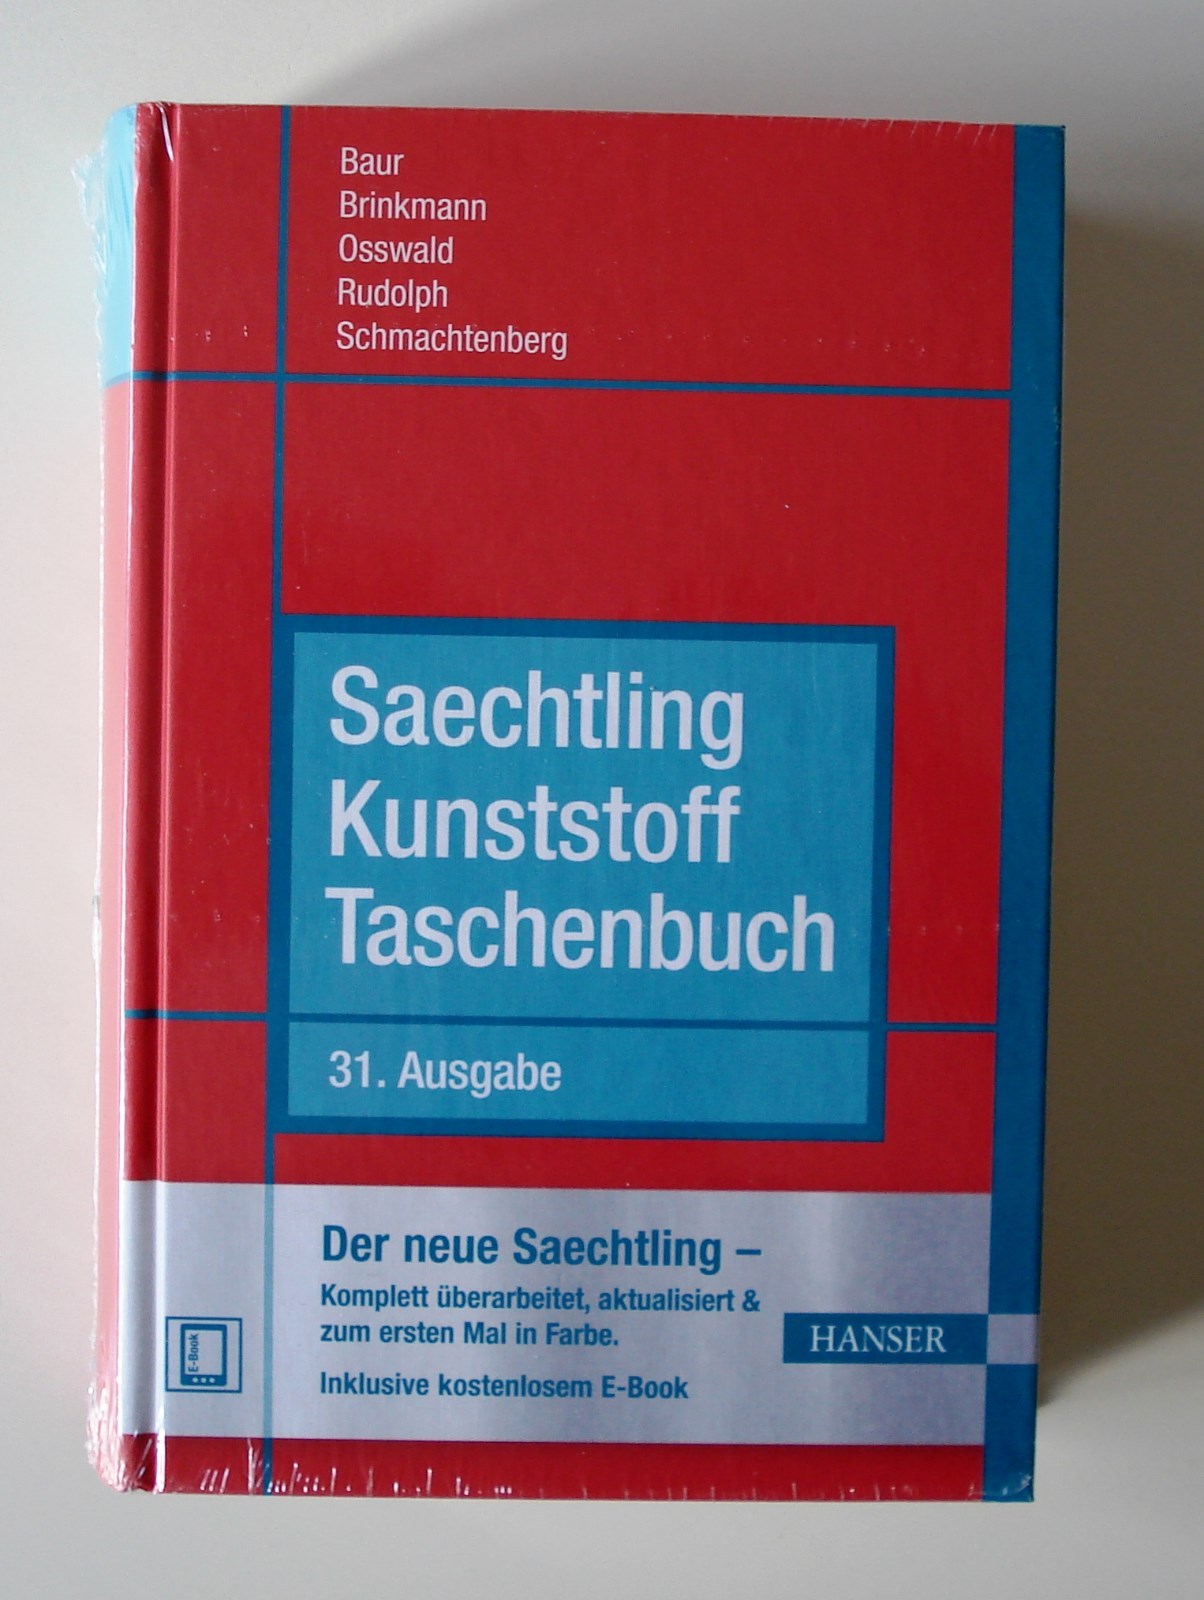 Baur
Brinkmann
Osswald
Rudolph
Schmachtenberg
Saechtling
Kunststoff
Taschenbuch
31. Ausgabe
Der neue Saechtling –
Komplett überarbeitet, aktualisiert &
zum ersten Mal in Farbe.
Inklusive kostenlosem E-Book
E-Book
HANSER